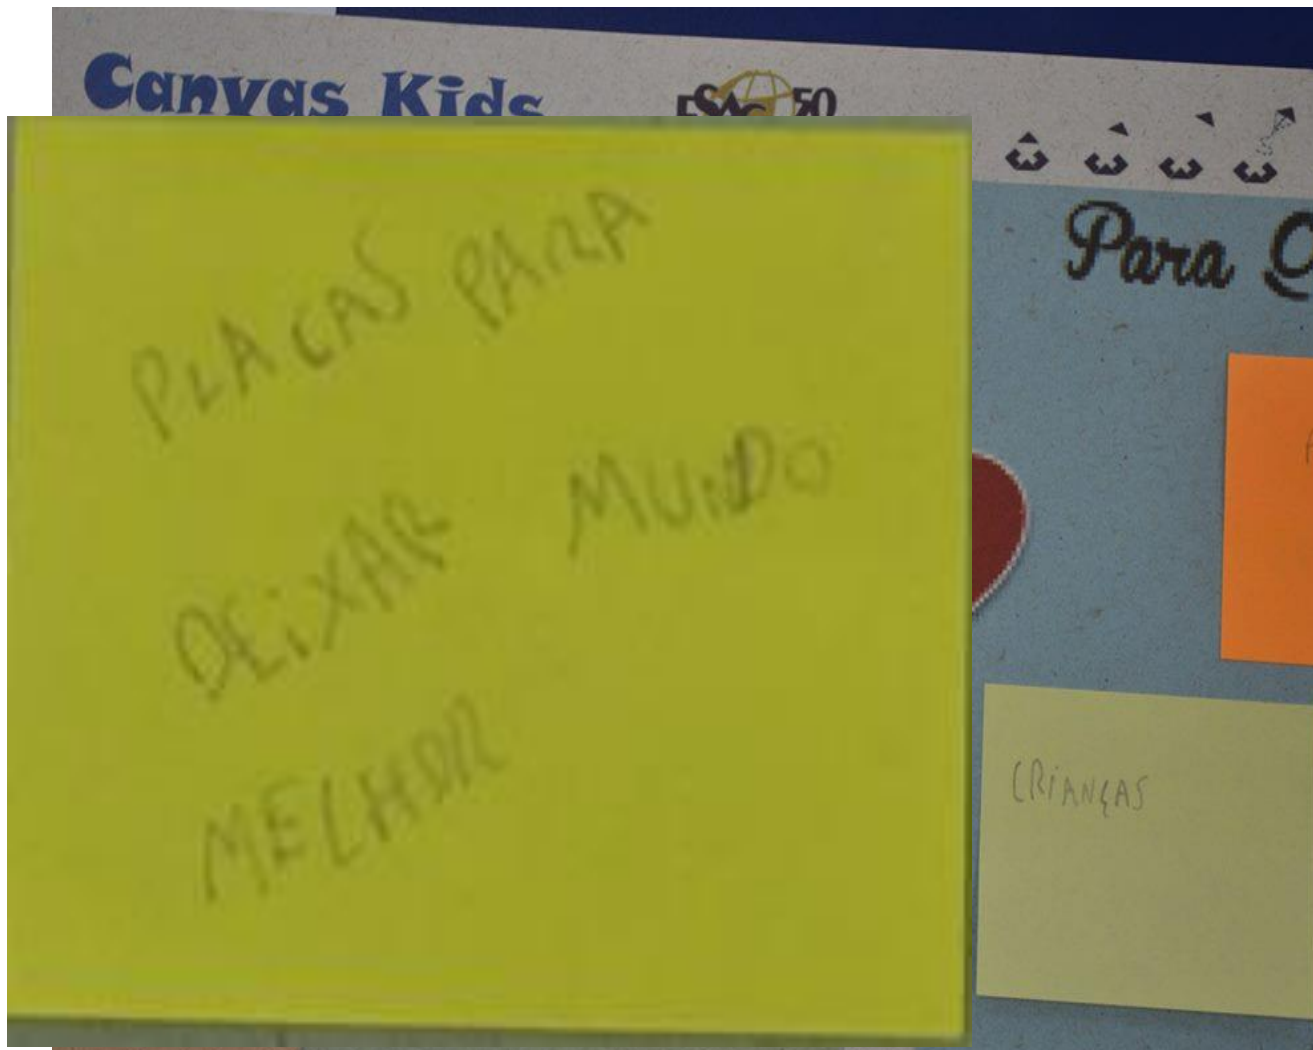 Canvas Kids
ESAG 50
Para
PLACAS PARA
DEIXAR MUNDO
MELHOR
CRIANÇAS